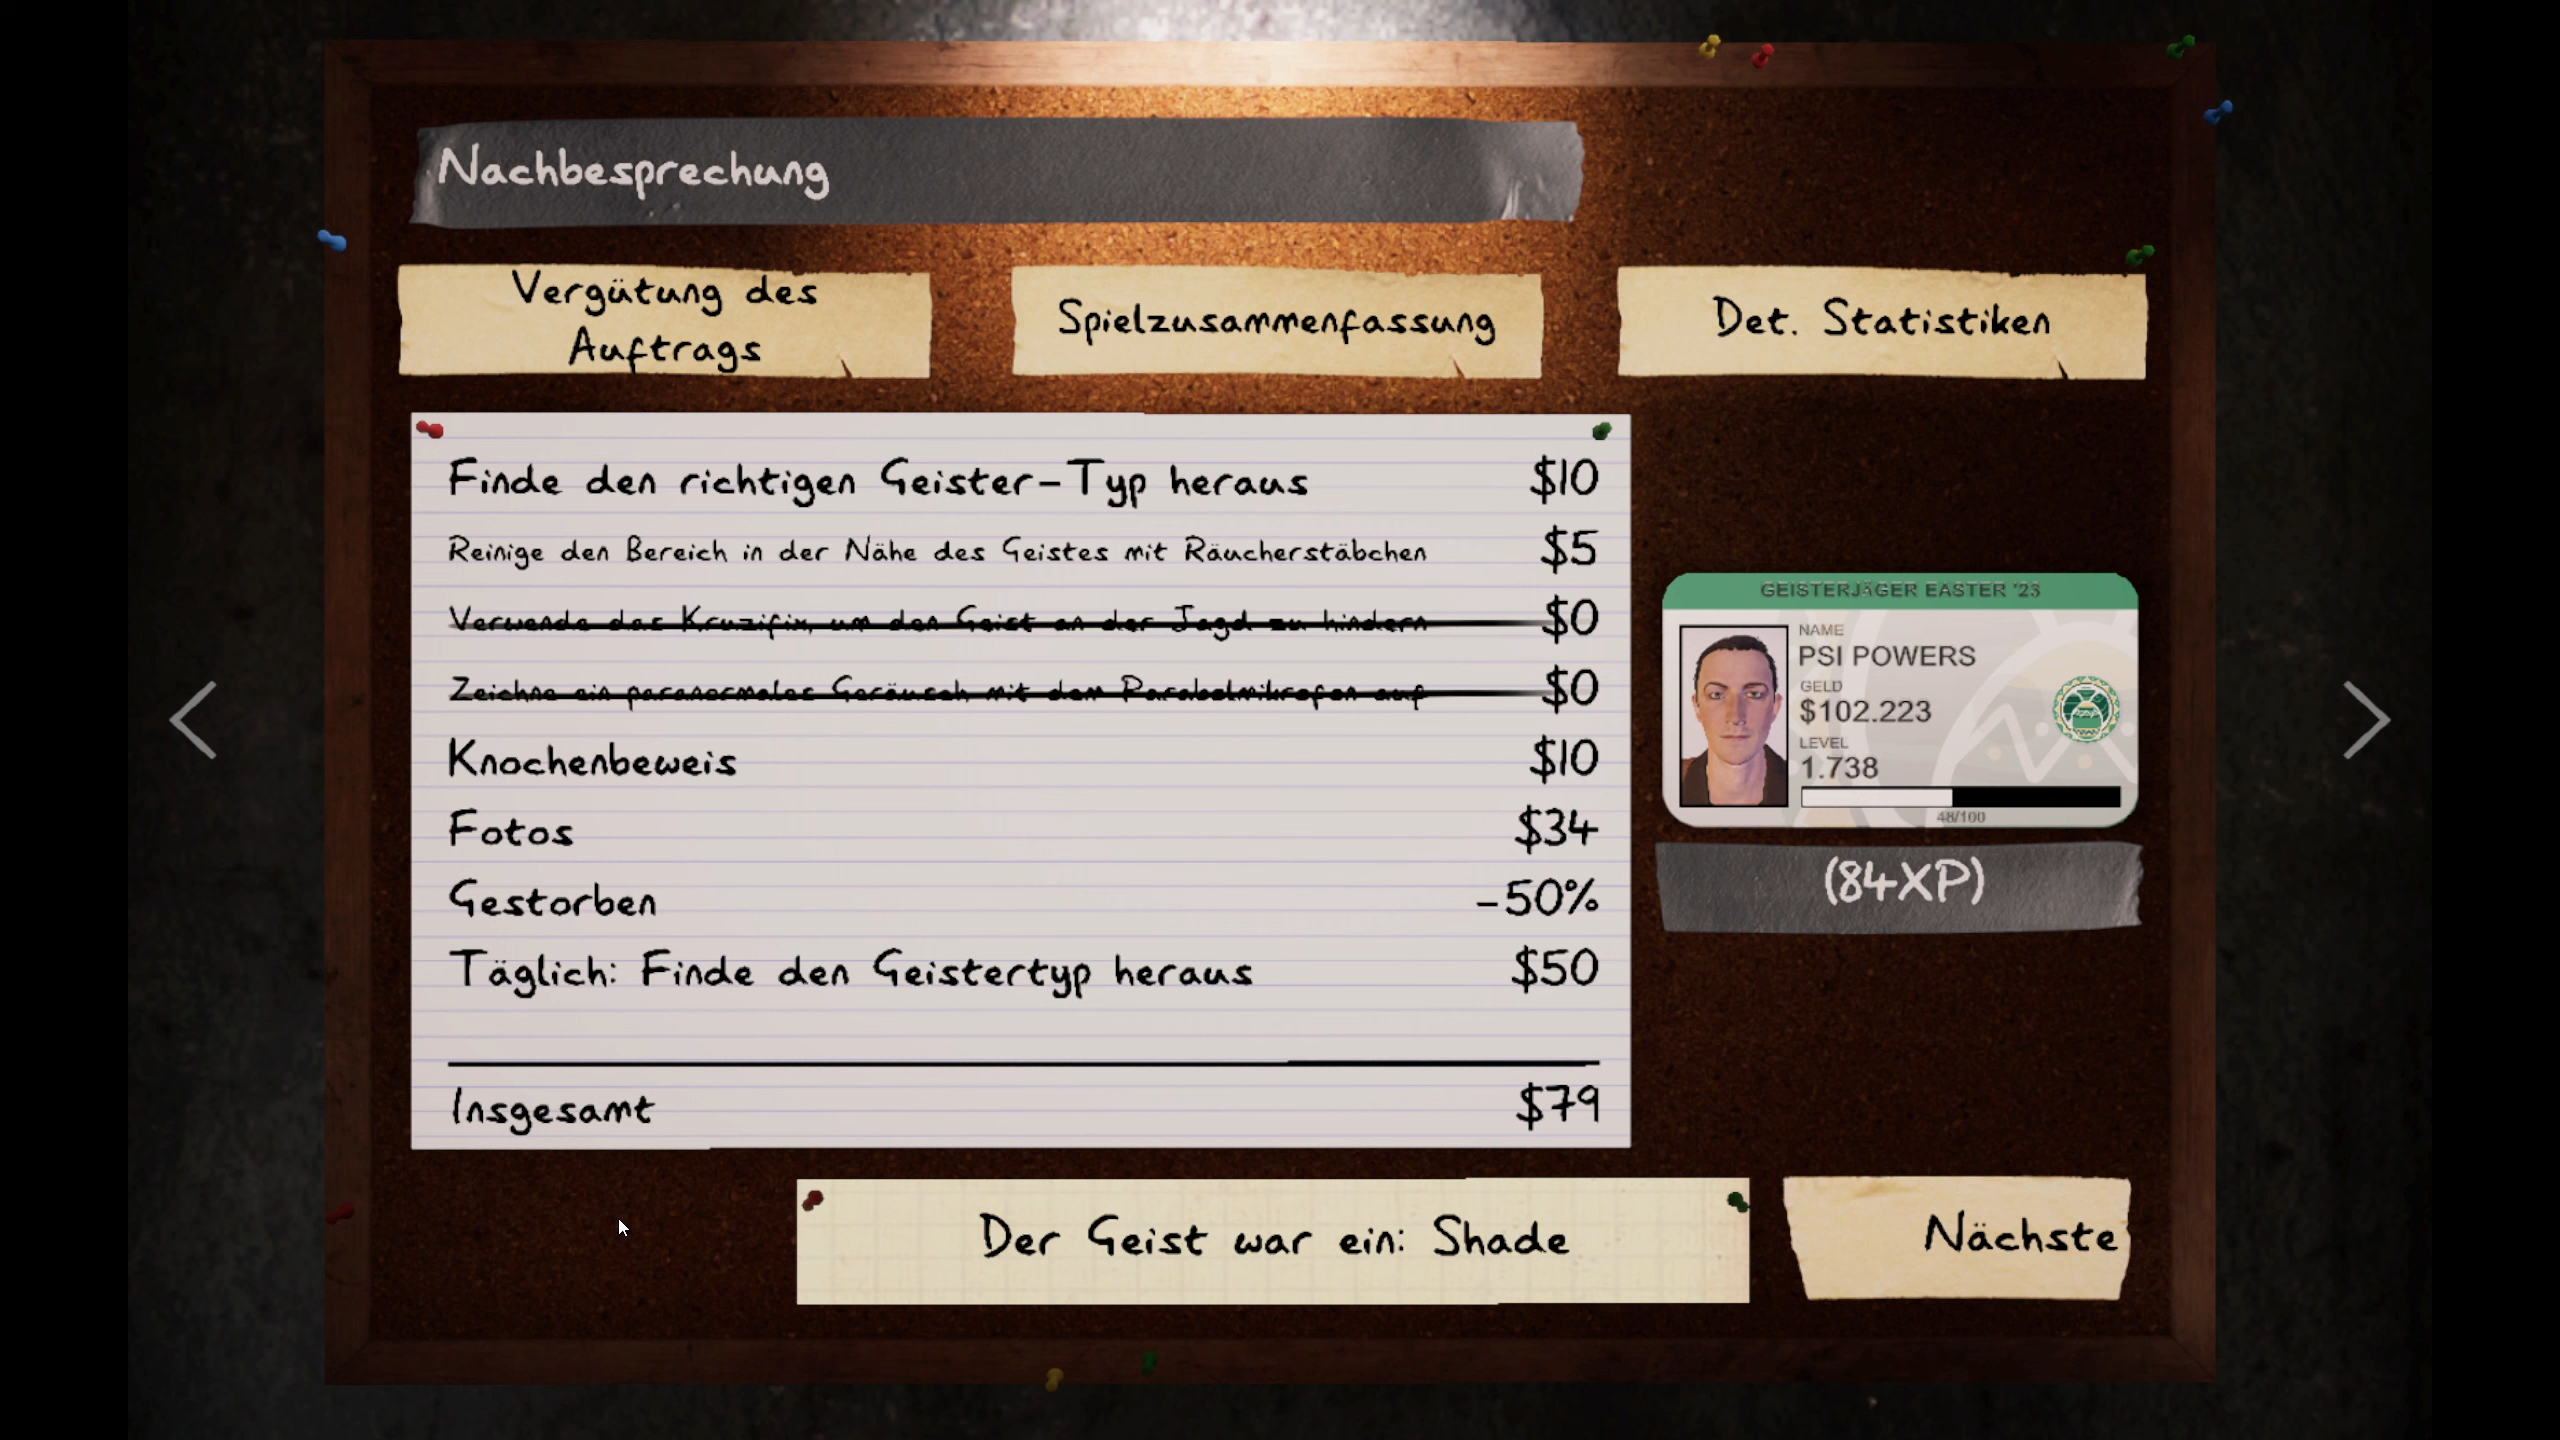 Nachbesprechung
Vergütung des
Auftrags
Spielzusammenfassung
Det. Statistiken
Finde den richtigen Geister-Typ heraus $10
Reinige den Bereich in der Nähe des Geistes mit Räucherstäbchen $5
Verwende das Kruzifix, um den Geist an der Jagd zu hindern $0
Zeichne ein paranormales Geräusch mit dem Parabolmikrofon auf $0
Knochenbeweis $10
Fotos $34
Gestorben -50%
Täglich: Finde den Geistertyp heraus $50
Insgesamt $79
GEISTERJÄGER EASTER '23
NAME
PSI POWERS
GELD
$102.223
LEVEL
1.738
48/100
(84XP)
Der Geist war ein: Shade
Nächste